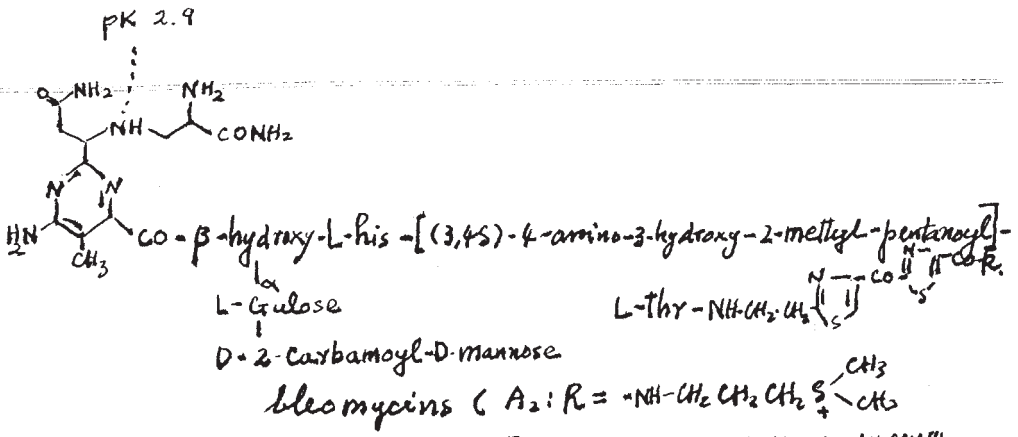 pK 2.9
O NH2 NH2
NH CONH2
N N
H2N CH3 CO - β-hydroxy-L-his -[(3,4S)-4-amino-3-hydroxy-2-methyl-pentanoyl]-
α
L-Gulose
L-thr-NH-CH2-CH2 N S CO N S CO-R.
D-2-Carbamoyl-D-mannose
bleomycins ( A2: R = -NH-CH2 CH2 CH2 S + CH3 CH3